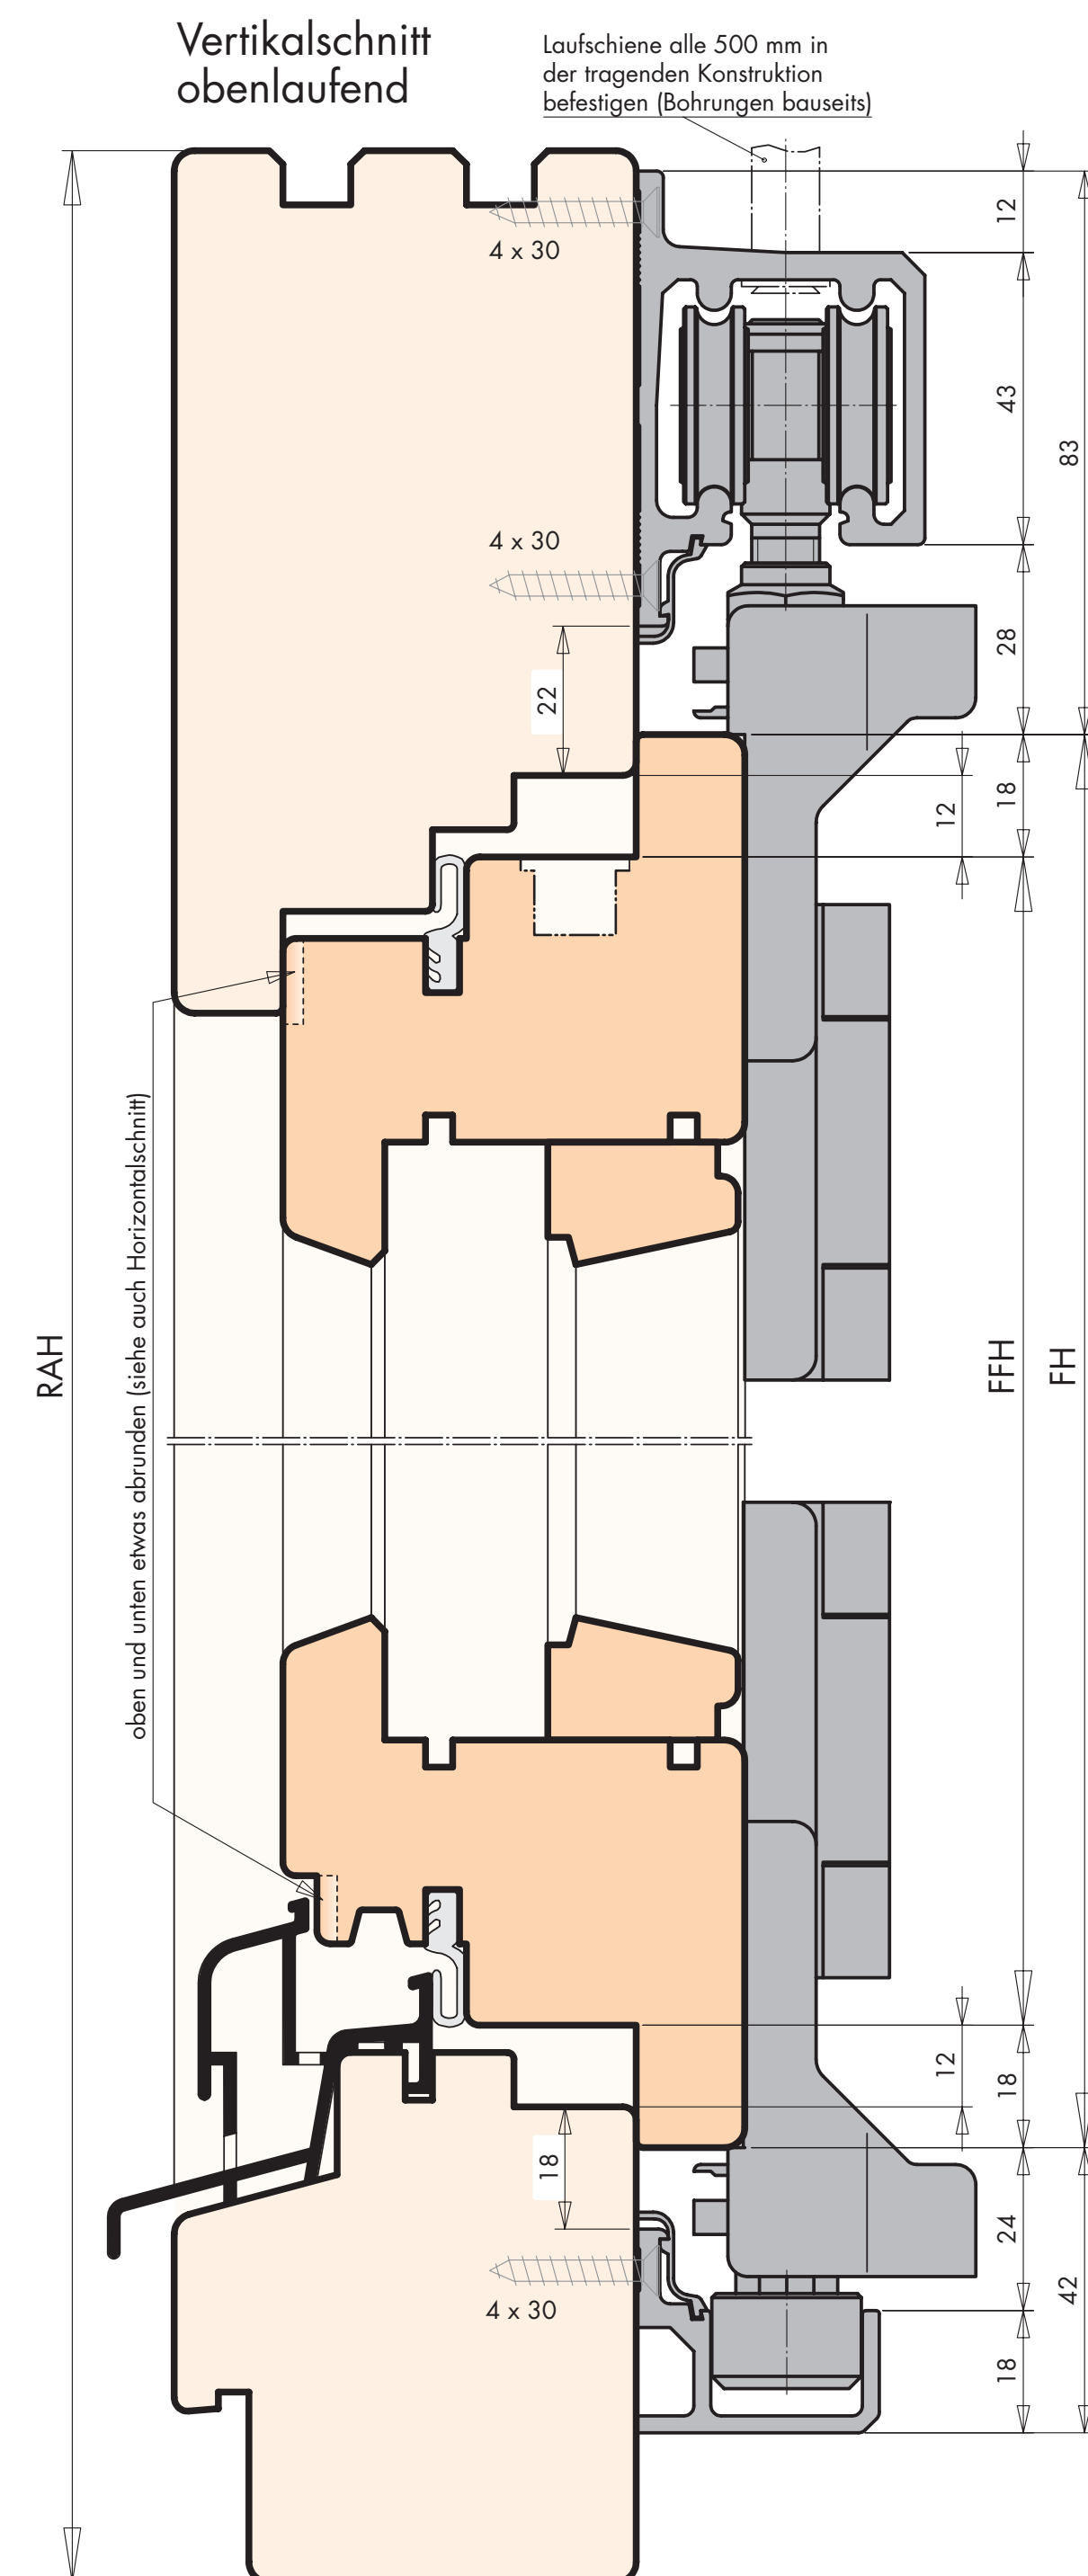 Vertikalschnitt
obenlaufend
Laufschiene alle 500 mm in
der tragenden Konstruktion
befestigen (Bohrungen bauseits)
12
4 x 30
43
83
4 x 30
28
22
18
12
oben und unten etwas abrunden (siehe auch Horizontalschnitt)
RAH
FFH
FH
12
18
18
24
42
4 x 30
18